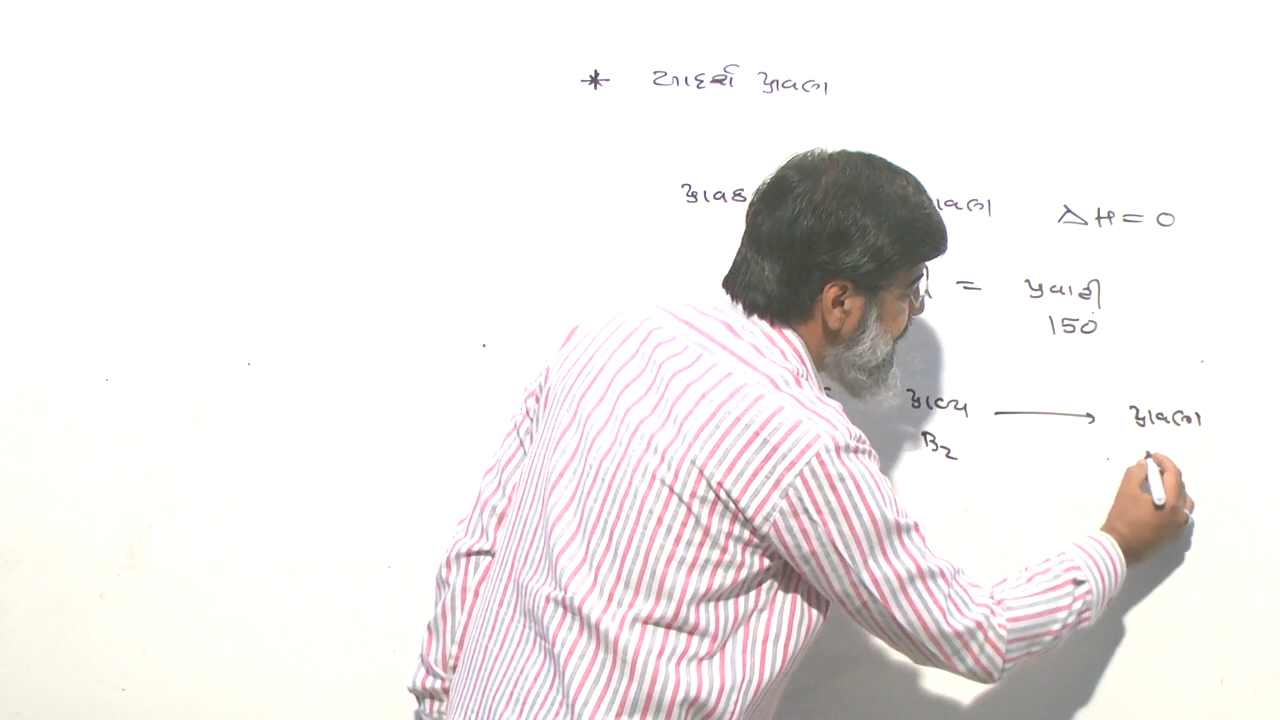 * આદર્શ દ્રાવણ
દ્રાવક દ્રાવણ ΔH = 0
= પ્રવાહી
150
દ્રાવ્ય ⟶ દ્રાવણ
B₂